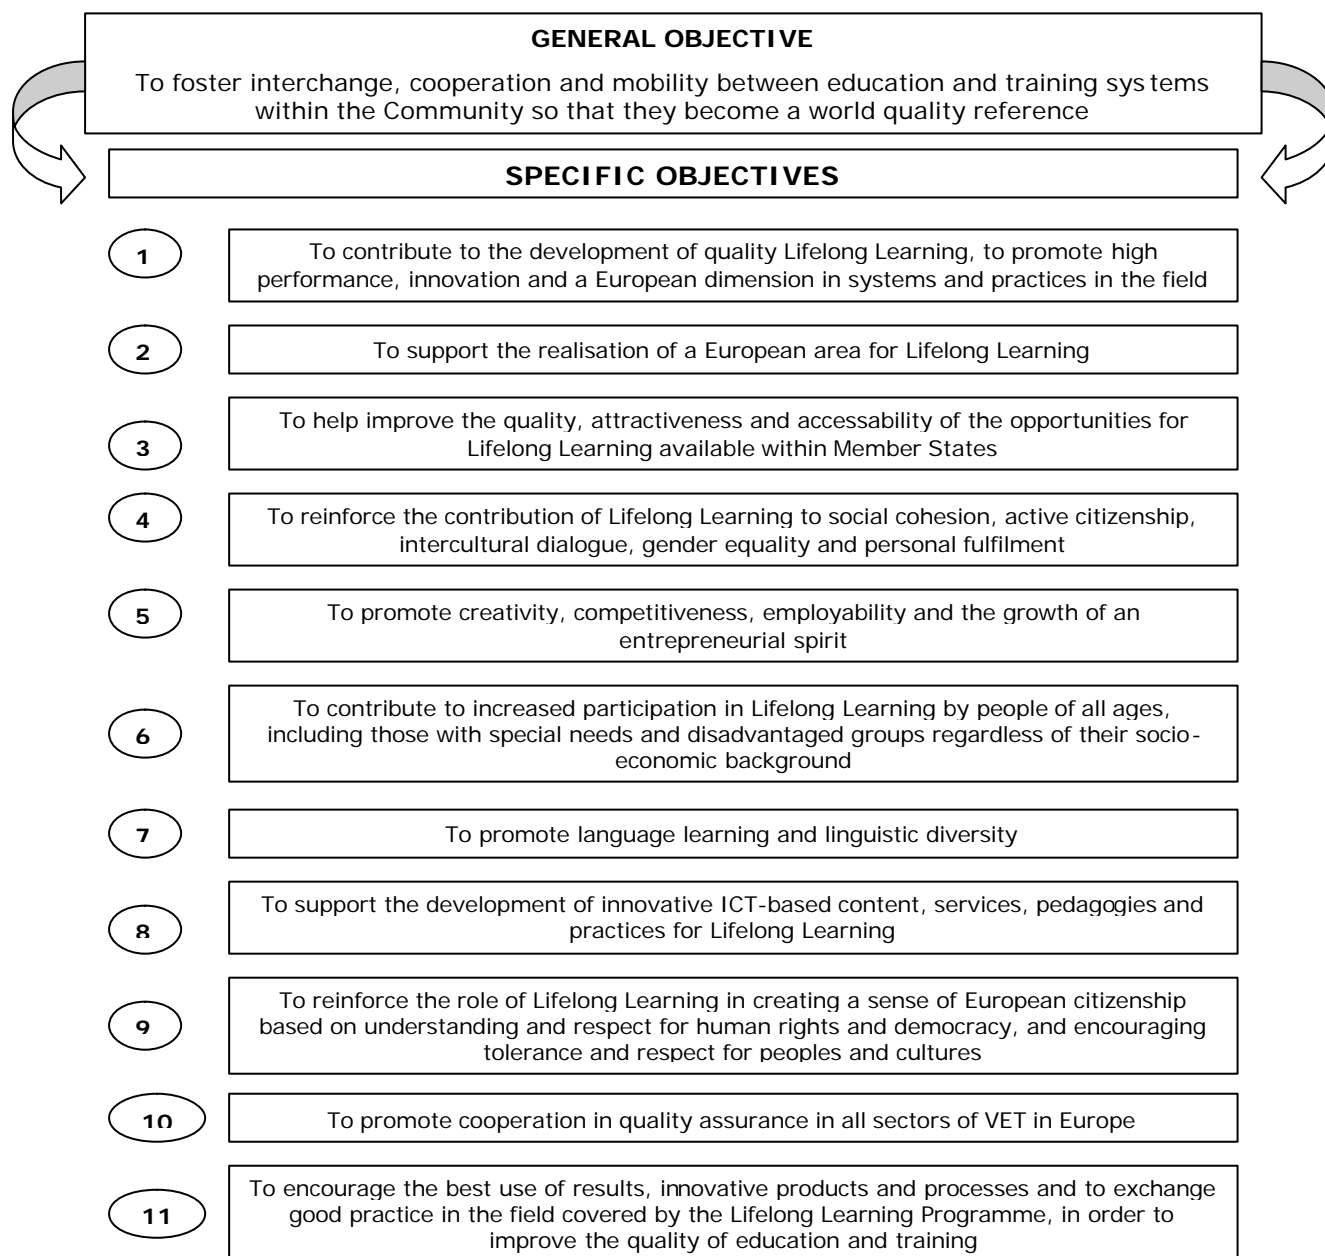 GENERAL OBJECTIVE
To foster interchange, cooperation and mobility between education and training systems
within the Community so that they become a world quality reference
SPECIFIC OBJECTIVES
1
To contribute to the development of quality Lifelong Learning, to promote high
performance, innovation and a European dimension in systems and practices in the field
2
To support the realisation of a European area for Lifelong Learning
3
To help improve the quality, attractiveness and accessability of the opportunities for
Lifelong Learning available within Member States
4
To reinforce the contribution of Lifelong Learning to social cohesion, active citizenship,
intercultural dialogue, gender equality and personal fulfilment
5
To promote creativity, competitiveness, employability and the growth of an
entrepreneurial spirit
6
To contribute to increased participation in Lifelong Learning by people of all ages,
including those with special needs and disadvantaged groups regardless of their socio-
economic background
7
To promote language learning and linguistic diversity
8
To support the development of innovative ICT-based content, services, pedagogies and
practices for Lifelong Learning
9
To reinforce the role of Lifelong Learning in creating a sense of European citizenship
based on understanding and respect for human rights and democracy, and encouraging
tolerance and respect for peoples and cultures
10
To promote cooperation in quality assurance in all sectors of VET in Europe
11
To encourage the best use of results, innovative products and processes and to exchange
good practice in the field covered by the Lifelong Learning Programme, in order to
improve the quality of education and training